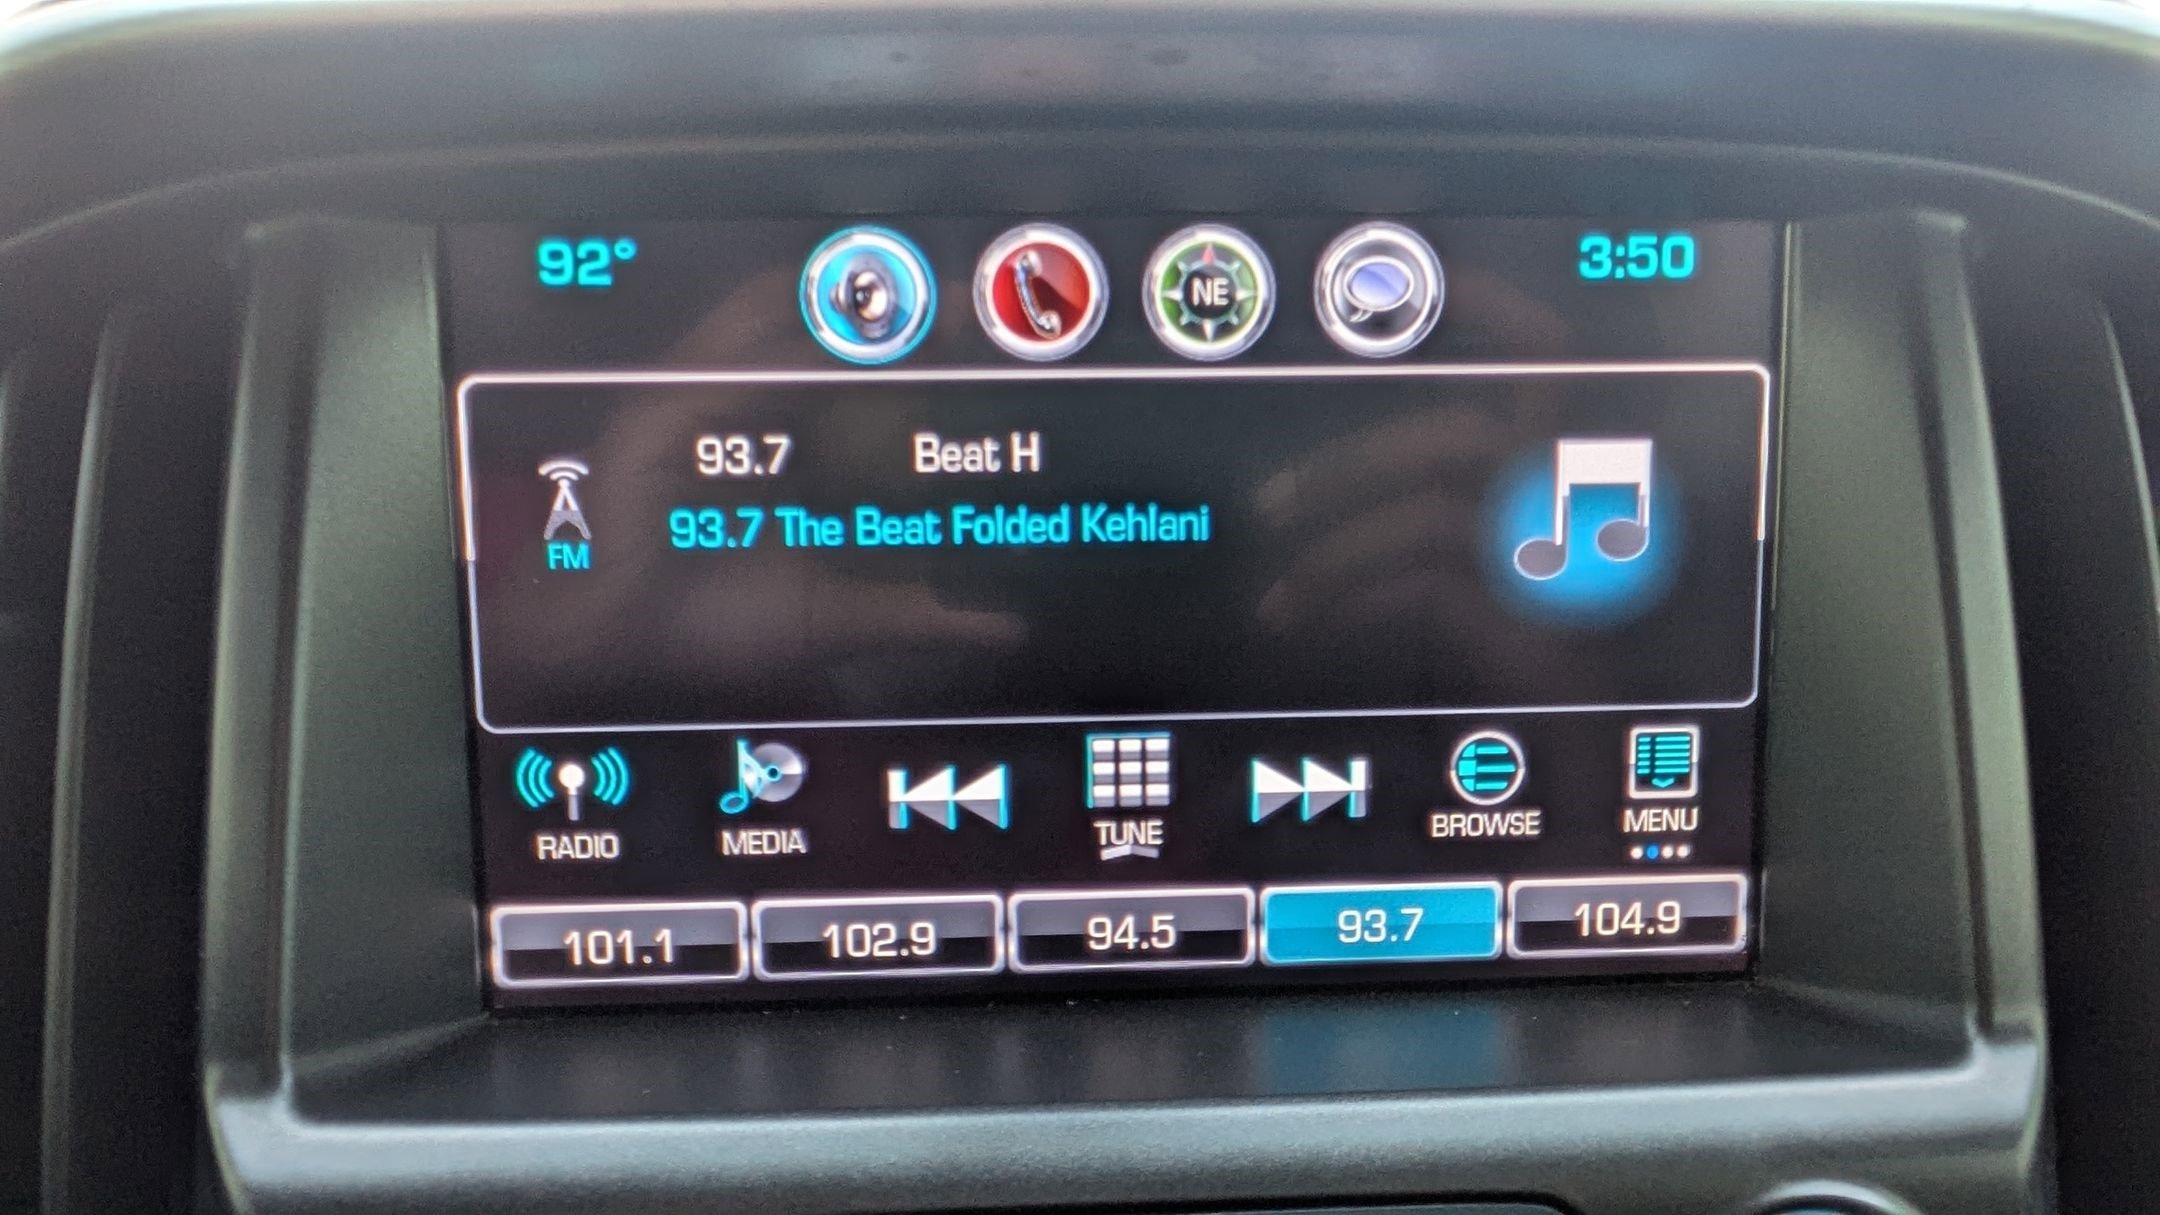 92° NE 3:50
93.7 Beat H
93.7 The Beat Folded Kehlani
FM
RADIO MEDIA TUNE BROWSE MENU
101.1 102.9 94.5 93.7 104.9